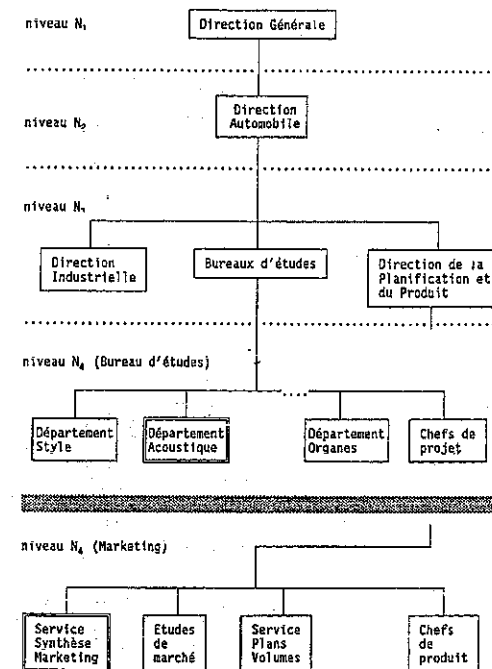 niveau N₁
Direction Générale
niveau N₂
Direction
Automobile
niveau N₃
Direction
Industrielle
Bureaux d'études
Direction de la
Planification et
du Produit
niveau N₄ (Bureau d'études)
Département
Style
Département
Acoustique
Département
Organes
Chefs de
projet
niveau N₄ (Marketing)
Service
Synthèse
Marketing
Etudes
de
marché
Service
Plans
Volumes
Chefs
de
produit